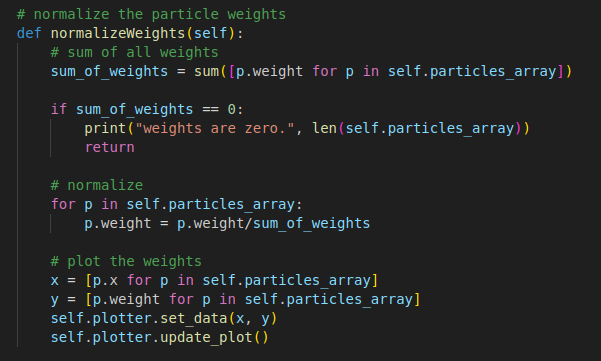 # normalize the particle weights
def normalizeWeights(self):
    # sum of all weights
    sum_of_weights = sum([p.weight for p in self.particles_array])

    if sum_of_weights == 0:
        print("weights are zero.", len(self.particles_array))
        return

    # normalize
    for p in self.particles_array:
        p.weight = p.weight/sum_of_weights

    # plot the weights
    x = [p.x for p in self.particles_array]
    y = [p.weight for p in self.particles_array]
    self.plotter.set_data(x, y)
    self.plotter.update_plot()